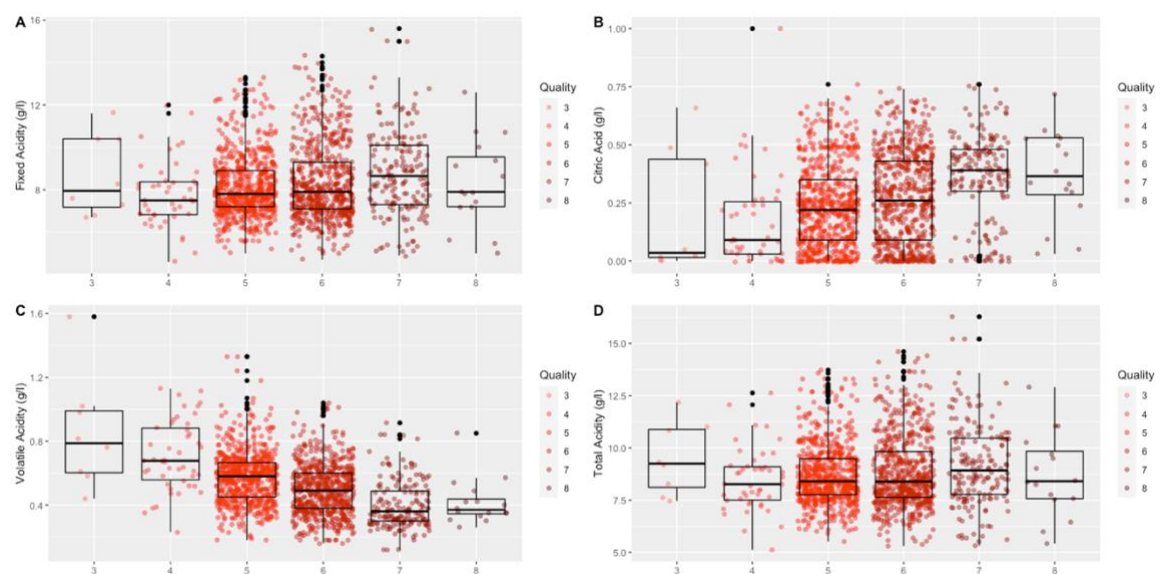 A
16
12
8
Fixed Acidity (g/l)
3 4 5 6 7 8
Quality
3
4
5
6
7
8
B
1.00
0.75
0.50
0.25
0.00
Citric Acid (g/l)
3 4 5 6 7 8
Quality
3
4
5
6
7
8
C
1.6
1.2
0.8
0.4
Volatile Acidity (g/l)
3 4 5 6 7 8
Quality
3
4
5
6
7
8
D
15.0
12.5
10.0
7.5
5.0
Total Acidity (g/l)
3 4 5 6 7 8
Quality
3
4
5
6
7
8